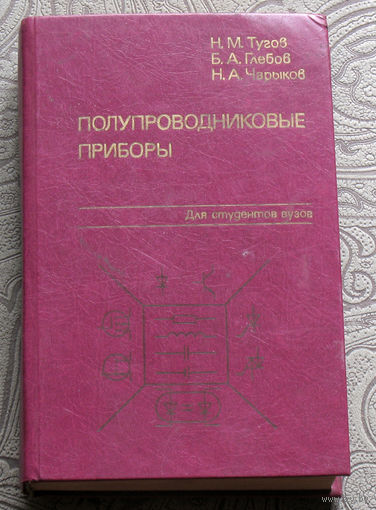 Н. М. Тугов
Б. А. Глебов
Н. А. Чарыков
ПОЛУПРОВОДНИКОВЫЕ
ПРИБОРЫ
Для студентов вузов